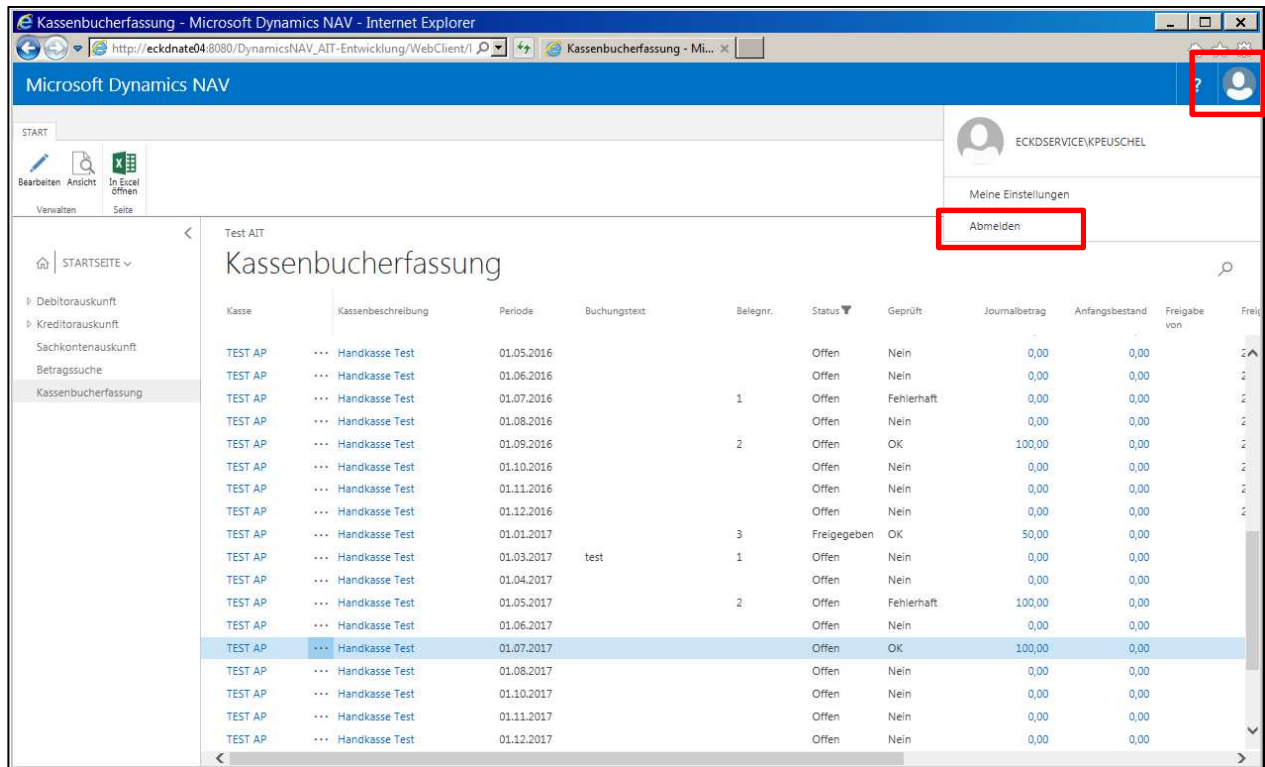 Kassenbucherfassung - Microsoft Dynamics NAV - Internet Explorer
http://eckdnate04:8080/DynamicsNAV_AIT-Entwicklung/WebClient/ Kassenbucherfassung - Mi...
Microsoft Dynamics NAV ?
START
ECKDSERVICE\KPEUSCHEL
Bearbeiten Ansicht In Excel öffnen
Verwalten Seite
Meine Einstellungen
Abmelden
Test AIT
STARTSEITE
Kassenbucherfassung
Debitorauskunft
Kreditorauskunft
Sachkontenauskunft
Betragssuche
Kassenbucherfassung
Kasse Kassenbeschreibung Periode Buchungstext Belegnr. Status Geprüft Journalbetrag Anfangsbestand Freigabe von Freig
TEST AP ... Handkasse Test 01.05.2016 Offen Nein 0,00 0,00 2
TEST AP ... Handkasse Test 01.06.2016 Offen Nein 0,00 0,00 2
TEST AP ... Handkasse Test 01.07.2016 1 Offen Fehlerhaft 0,00 0,00 2
TEST AP ... Handkasse Test 01.08.2016 Offen Nein 0,00 0,00 2
TEST AP ... Handkasse Test 01.09.2016 2 Offen OK 100,00 0,00 2
TEST AP ... Handkasse Test 01.10.2016 Offen Nein 0,00 0,00 2
TEST AP ... Handkasse Test 01.11.2016 Offen Nein 0,00 0,00 2
TEST AP ... Handkasse Test 01.12.2016 Offen Nein 0,00 0,00 2
TEST AP ... Handkasse Test 01.01.2017 3 Freigegeben OK 50,00 0,00
TEST AP ... Handkasse Test 01.03.2017 test 1 Offen Nein 0,00 0,00
TEST AP ... Handkasse Test 01.04.2017 Offen Nein 0,00 0,00
TEST AP ... Handkasse Test 01.05.2017 2 Offen Fehlerhaft 100,00 0,00
TEST AP ... Handkasse Test 01.06.2017 Offen Nein 0,00 0,00
TEST AP ... Handkasse Test 01.07.2017 Offen OK 100,00 0,00
TEST AP ... Handkasse Test 01.08.2017 Offen Nein 0,00 0,00
TEST AP ... Handkasse Test 01.10.2017 Offen Nein 0,00 0,00
TEST AP ... Handkasse Test 01.11.2017 Offen Nein 0,00 0,00
TEST AP ... Handkasse Test 01.12.2017 Offen Nein 0,00 0,00